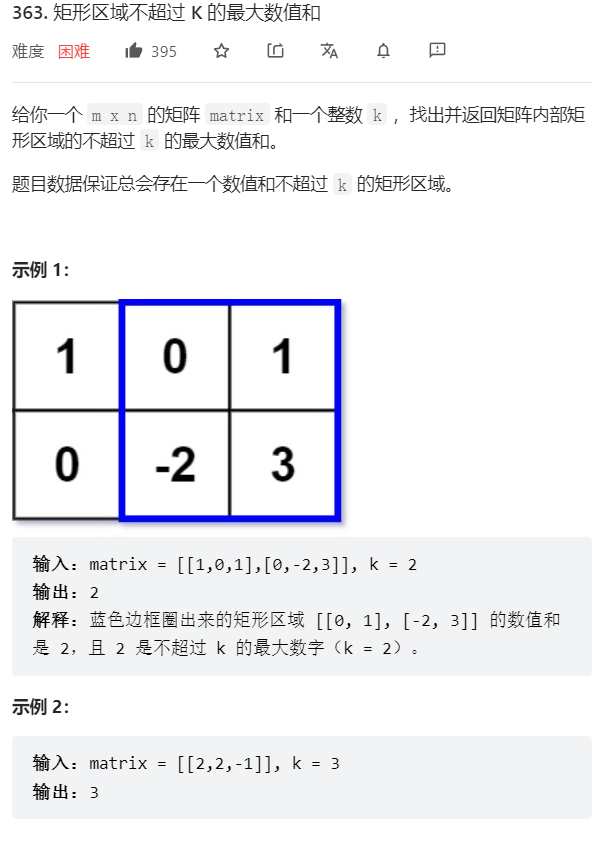 363. 矩形区域不超过 K 的最大数值和
难度 困难 395
给你一个 m x n 的矩阵 matrix 和一个整数 k ，找出并返回矩阵内部矩
形区域的不超过 k 的最大数值和。
题目数据保证总会存在一个数值和不超过 k 的矩形区域。
示例 1：
1 0 1
0 -2 3
输入：matrix = [[1,0,1],[0,-2,3]], k = 2
输出：2
解释：蓝色边框圈出来的矩形区域 [[0, 1], [-2, 3]] 的数值和
是 2，且 2 是不超过 k 的最大数字（k = 2）。
示例 2：
输入：matrix = [[2,2,-1]], k = 3
输出：3